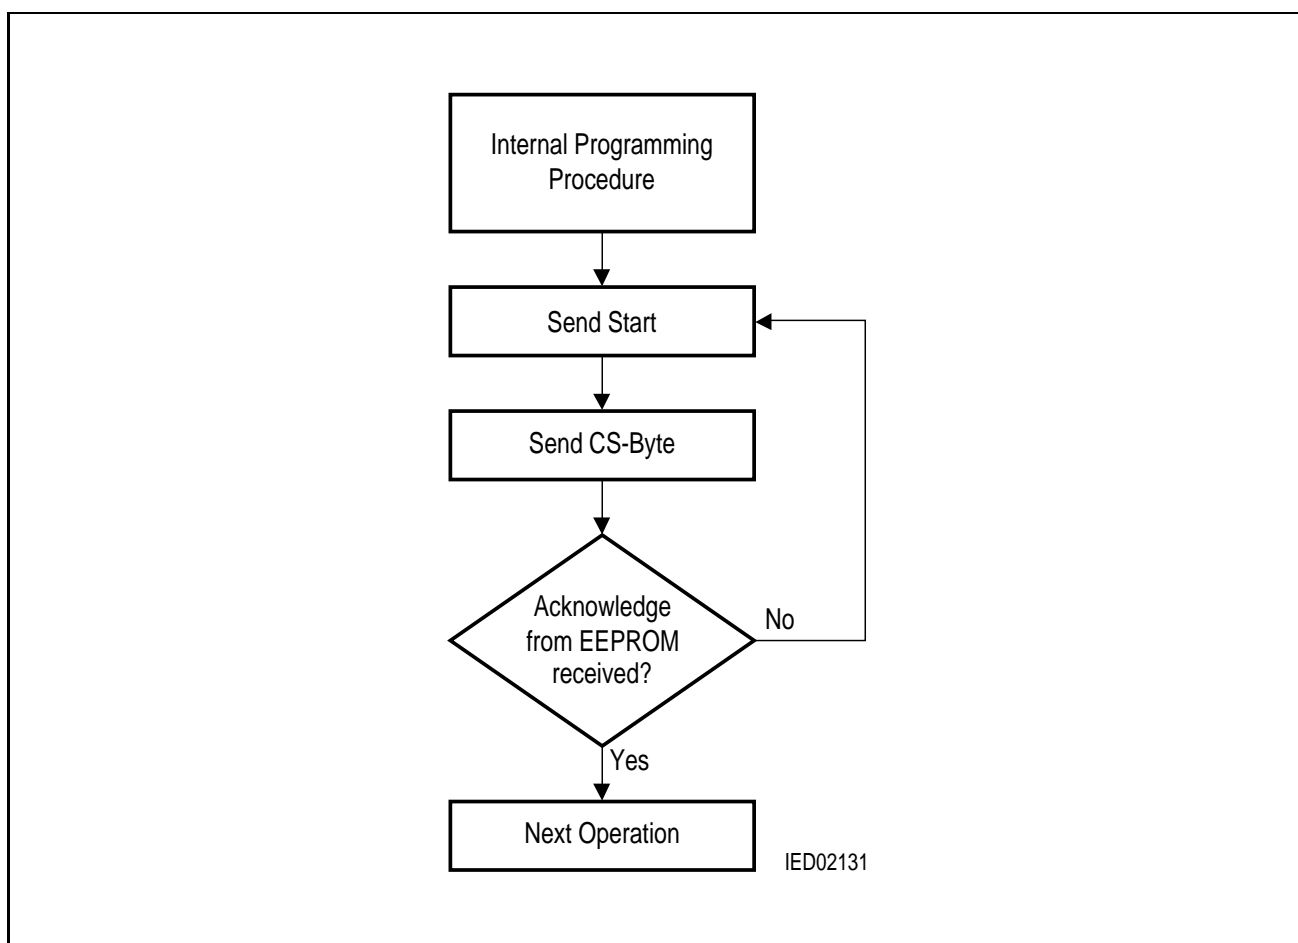 Internal Programming
Procedure
Send Start
Send CS-Byte
Acknowledge
from EEPROM
received?
No
Yes
Next Operation
IED02131